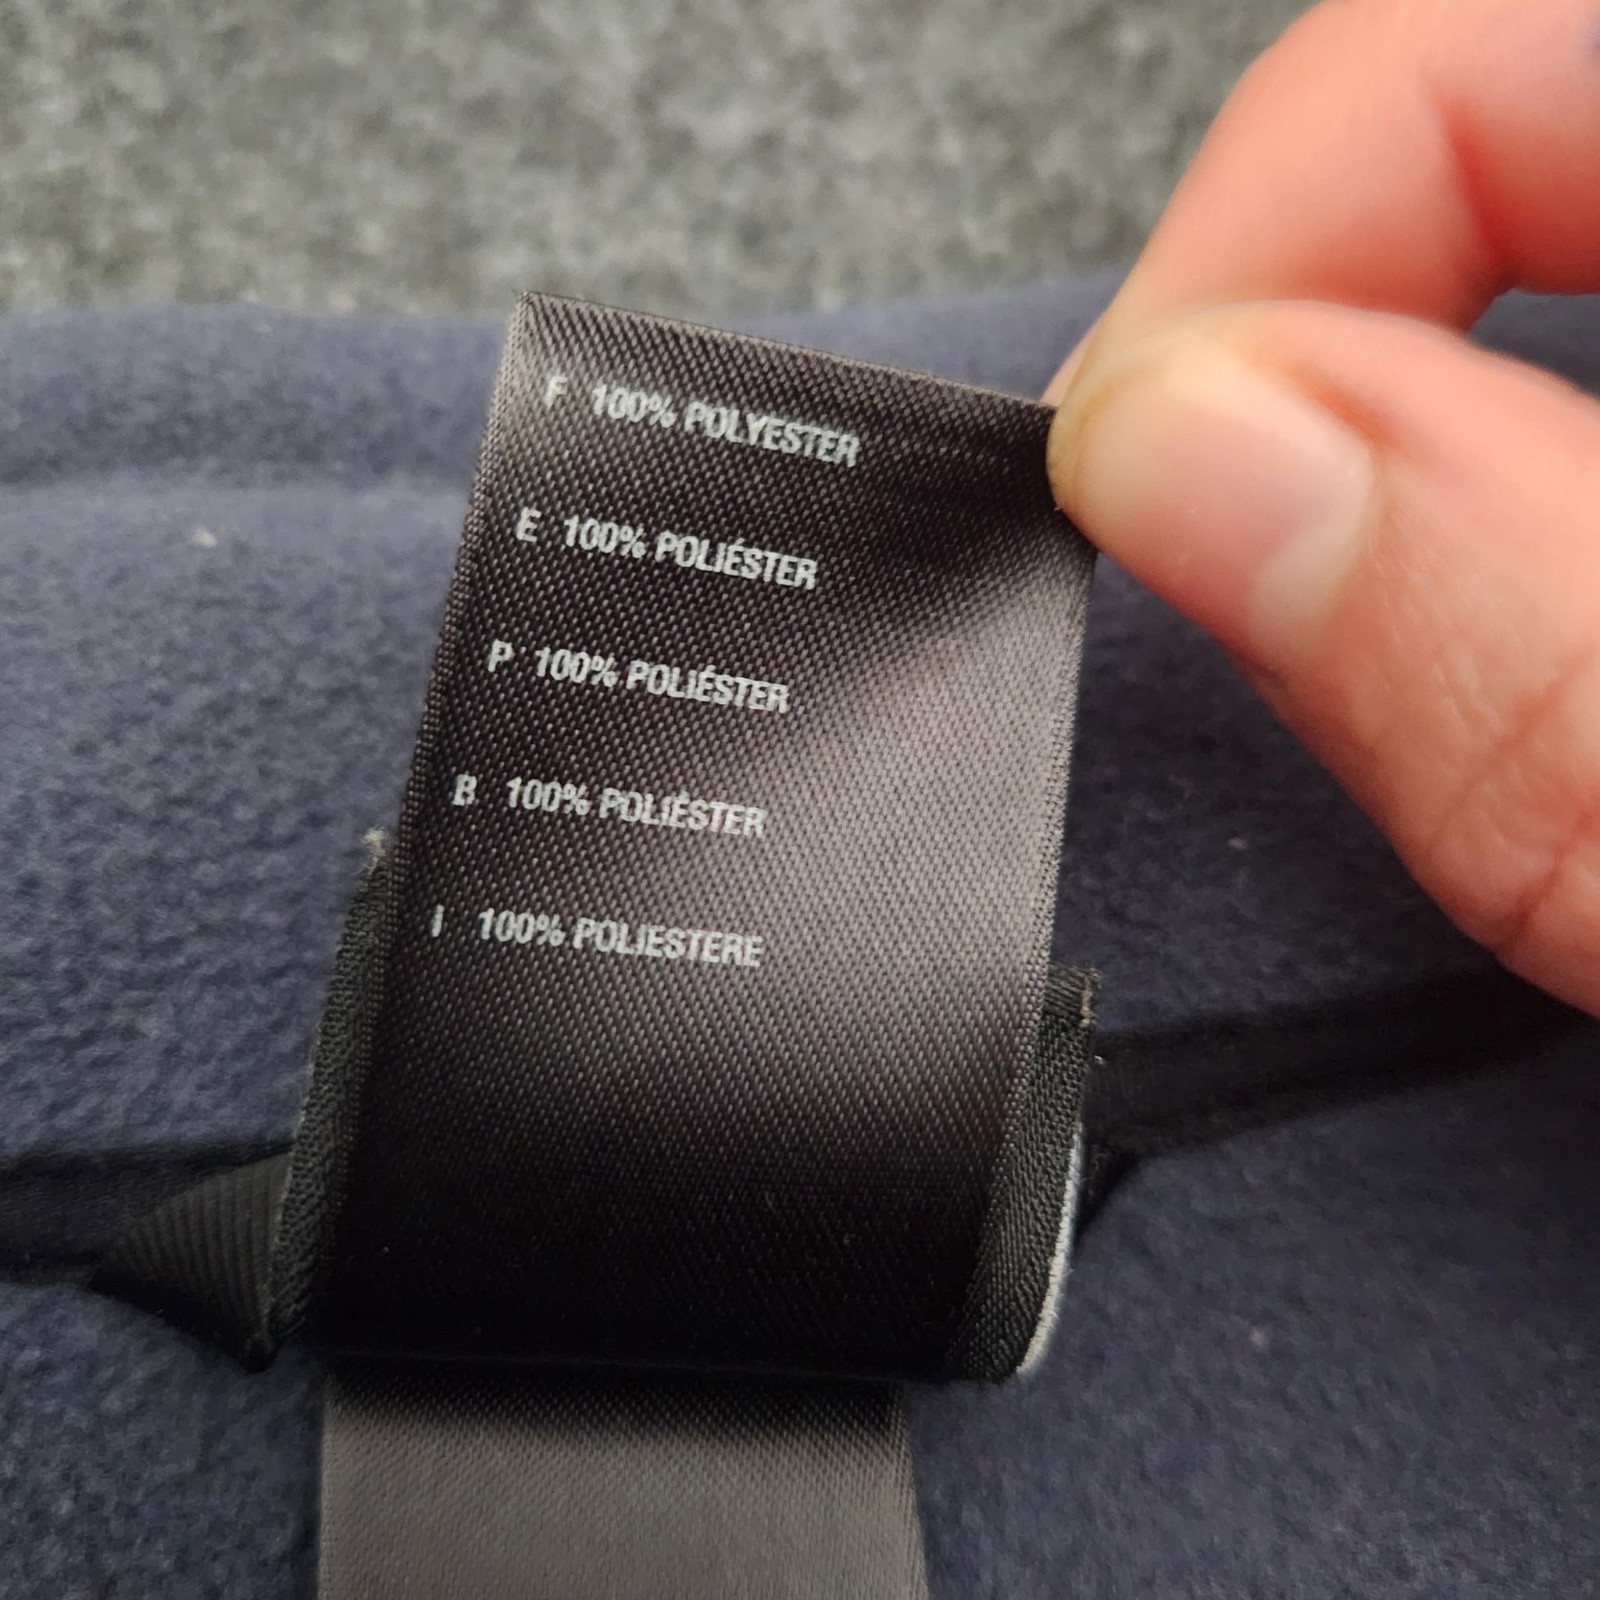 F 100% POLYESTER
E 100% POLIÉSTER
P 100% POLIÉSTER
B 100% POLIÉSTER
I 100% POLIESTERE